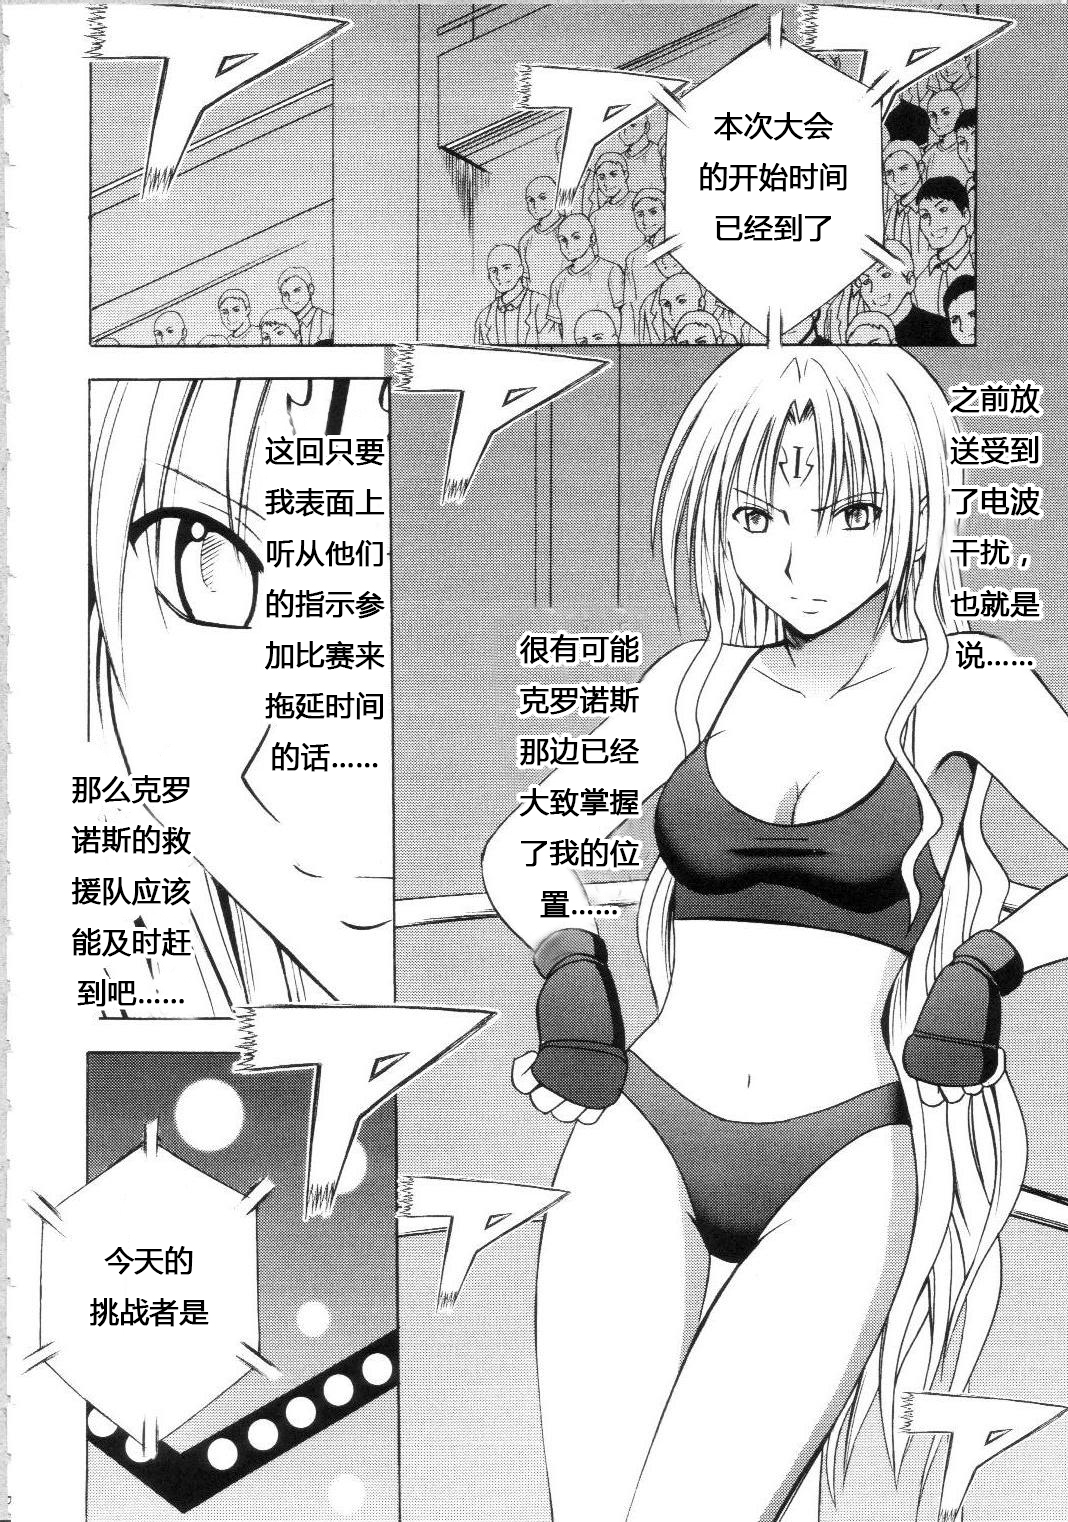 本次大会
的开始时间
已经到了
之前放
送受到
了电波
干扰，
也就是
说……
很有可能
克罗诺斯
那边已经
大致掌握
了我的位
置……
这回只要
我表面上
听从他们
的指示参
加比赛来
拖延时间
的话……
那么克罗
诺斯的救
援队应该
能及时赶
到吧……
今天的
挑战者是